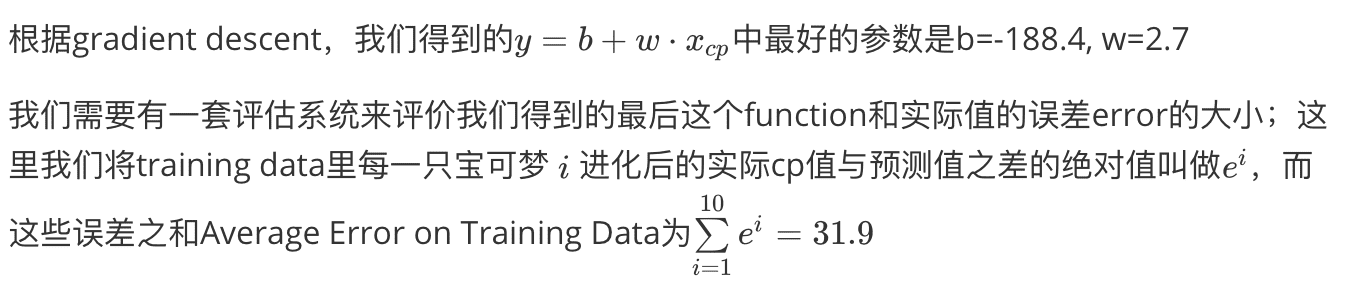 根据gradient descent，我们得到的y = b + w · x_{cp}中最好的参数是b=-188.4, w=2.7
我们需要有一套评估系统来评价我们得到的最后这个function和实际值的误差error的大小；这
里我们将training data里每一只宝可梦 i 进化后的实际cp值与预测值之差的绝对值叫做e^i，而
这些误差之和Average Error on Training Data为\sum_{i=1}^{10} e^i = 31.9